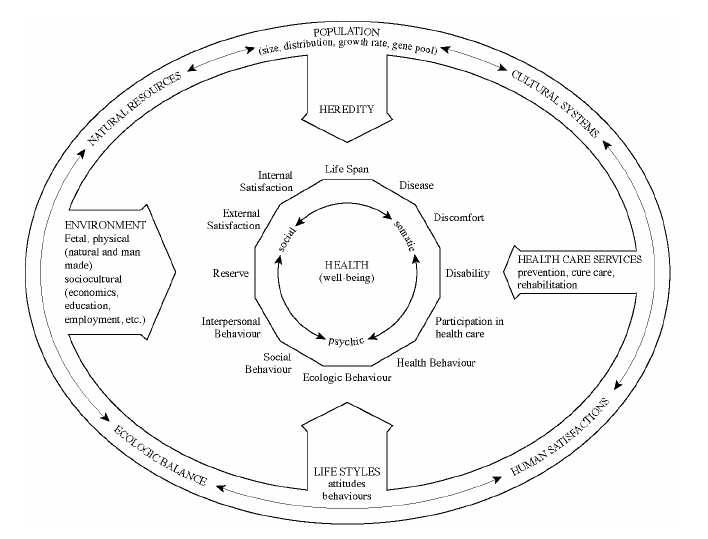 POPULATION
(size, distribution, growth rate, gene pool)
NATURAL RESOURCES
CULTURAL SYSTEMS
HEREDITY
Life Span
Internal
Satisfaction
Disease
External
Satisfaction
Discomfort
social
somatic
ENVIRONMENT
Fetal, physical
(natural and man
made)
sociocultural
(economics,
education,
employment, etc.)
Reserve
HEALTH
(well-being)
Disability
HEALTH CARE SERVICES
prevention, cure care,
rehabilitation
Interpersonal
Behaviour
Participation in
health care
psychic
Social
Behaviour
Health Behaviour
Ecologic Behaviour
ECOLOGIC BALANCE
HUMAN SATISFACTIONS
LIFE STYLES
attitudes
behaviours